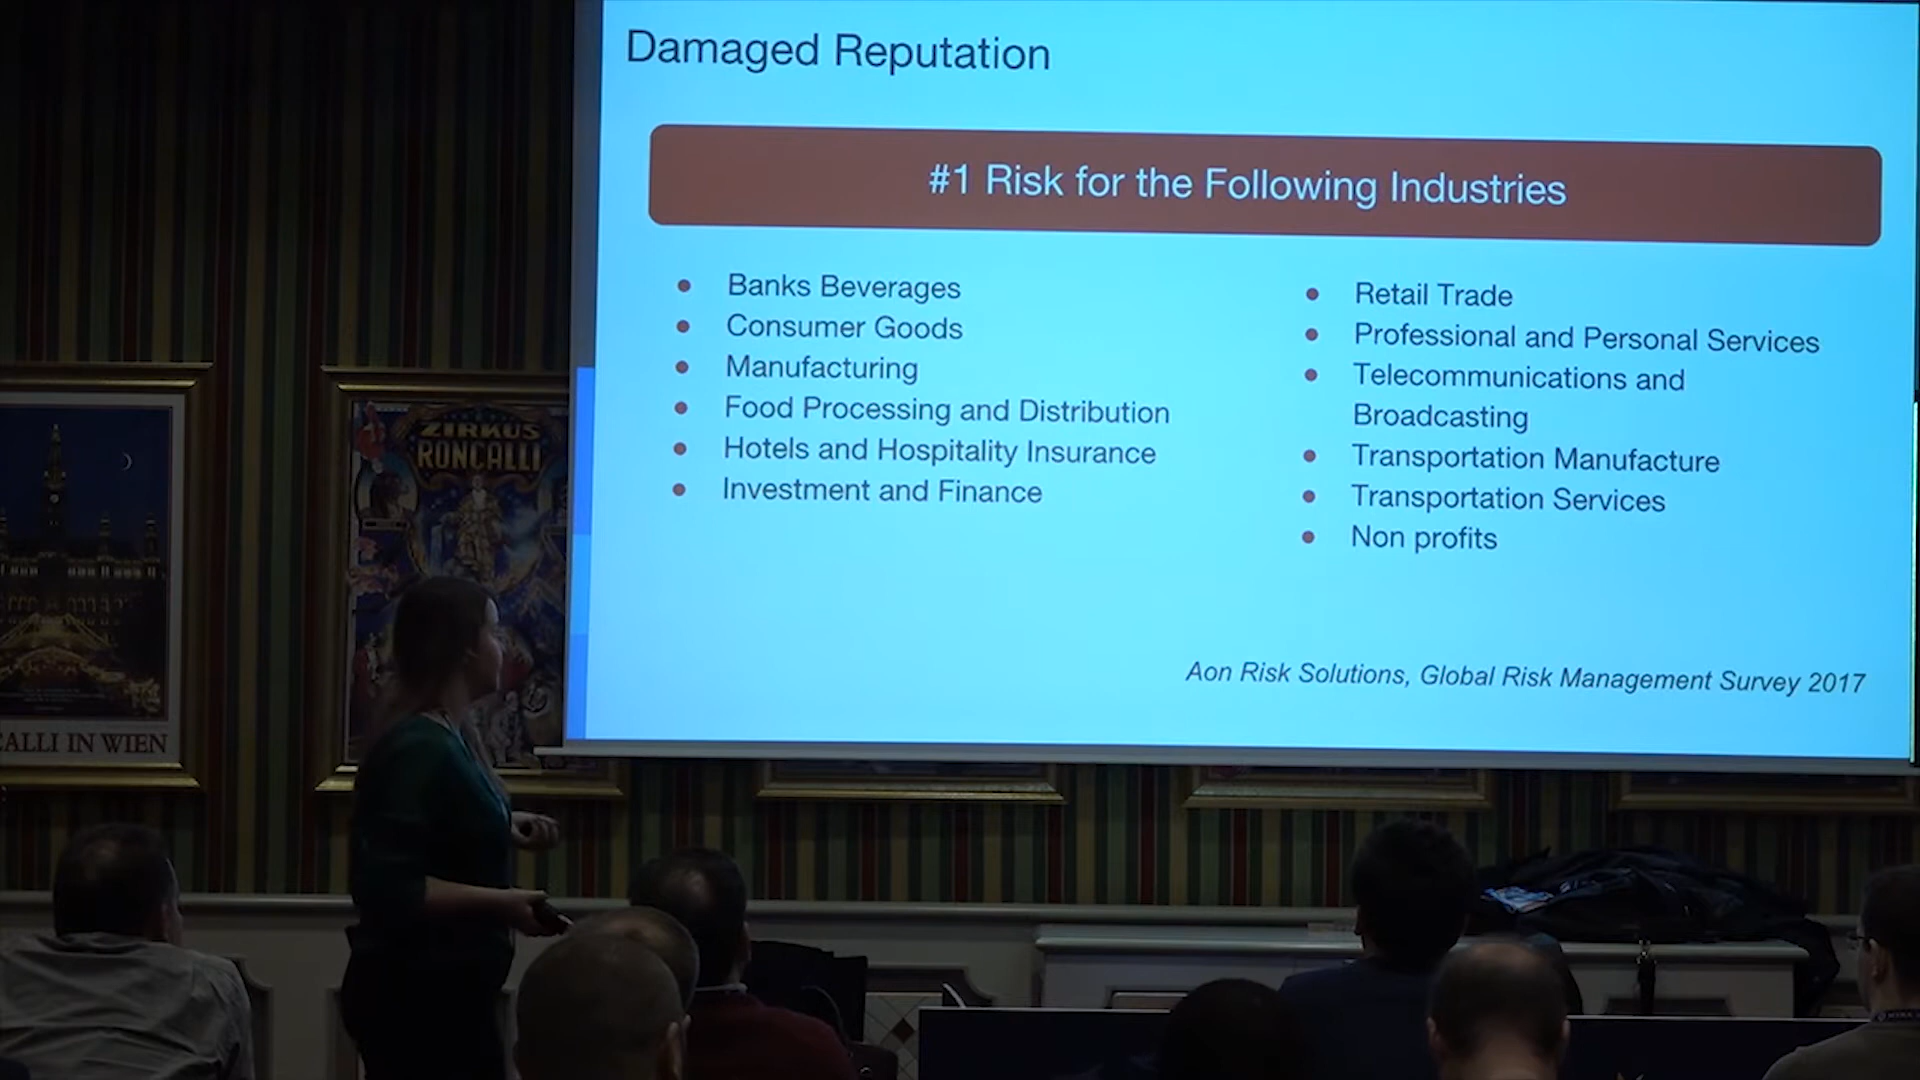 Damaged Reputation
#1 Risk for the Following Industries
Banks Beverages
Consumer Goods
Manufacturing
Food Processing and Distribution
Hotels and Hospitality Insurance
Investment and Finance
Retail Trade
Professional and Personal Services
Telecommunications and
Broadcasting
Transportation Manufacture
Transportation Services
Non profits
Aon Risk Solutions, Global Risk Management Survey 2017
ZIRKUS
RONCALLI
CALLI IN WIEN